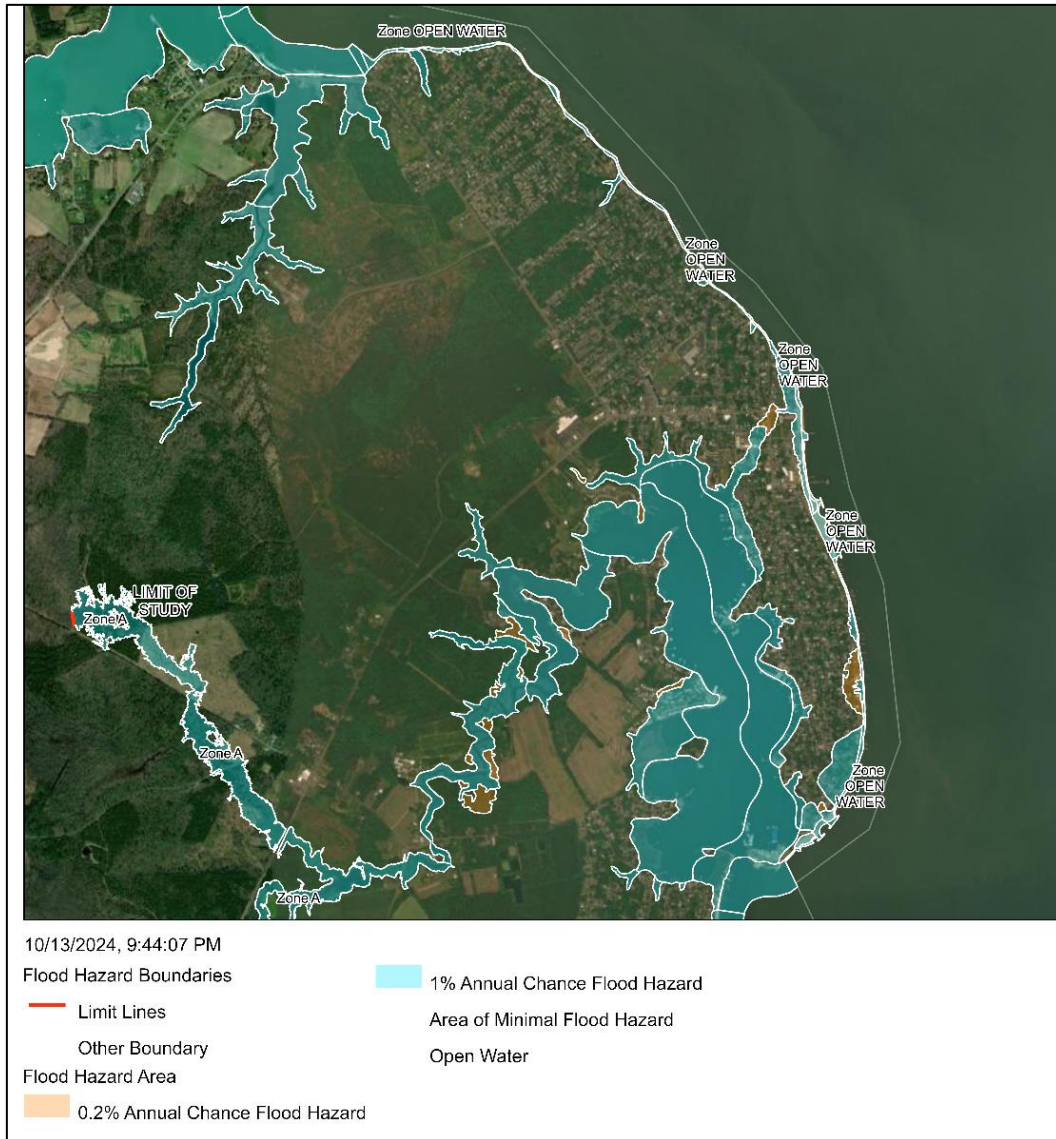 Zone OPEN WATER
Zone
OPEN
WATER
Zone
OPEN
WATER
Zone
OPEN
WATER
LIMIT OF
STUDY
Zone A
Zone A
Zone
OPEN
WATER
Zone A
10/13/2024, 9:44:07 PM
Flood Hazard Boundaries
Limit Lines
Other Boundary
Flood Hazard Area
0.2% Annual Chance Flood Hazard
1% Annual Chance Flood Hazard
Area of Minimal Flood Hazard
Open Water